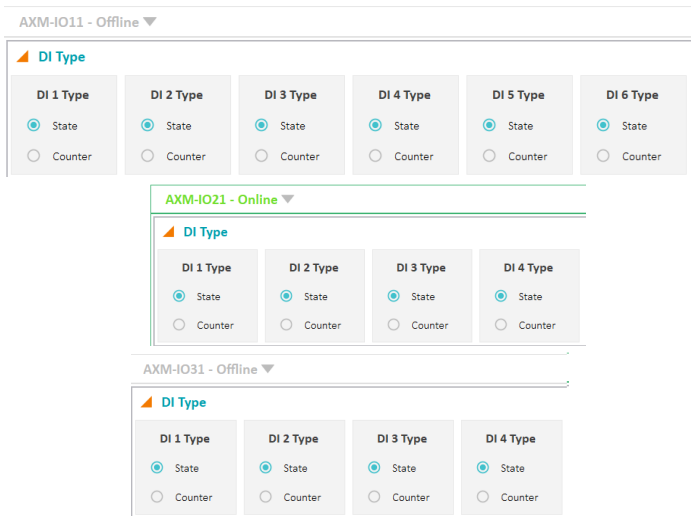 AXM-IO11 - Offline
DI Type
DI 1 Type DI 2 Type DI 3 Type DI 4 Type DI 5 Type DI 6 Type
State State State State State State
Counter Counter Counter Counter Counter Counter
AXM-IO21 - Online
DI Type
DI 1 Type DI 2 Type DI 3 Type DI 4 Type
State State State State
Counter Counter Counter Counter
AXM-IO31 - Offline
DI Type
DI 1 Type DI 2 Type DI 3 Type DI 4 Type
State State State State
Counter Counter Counter Counter